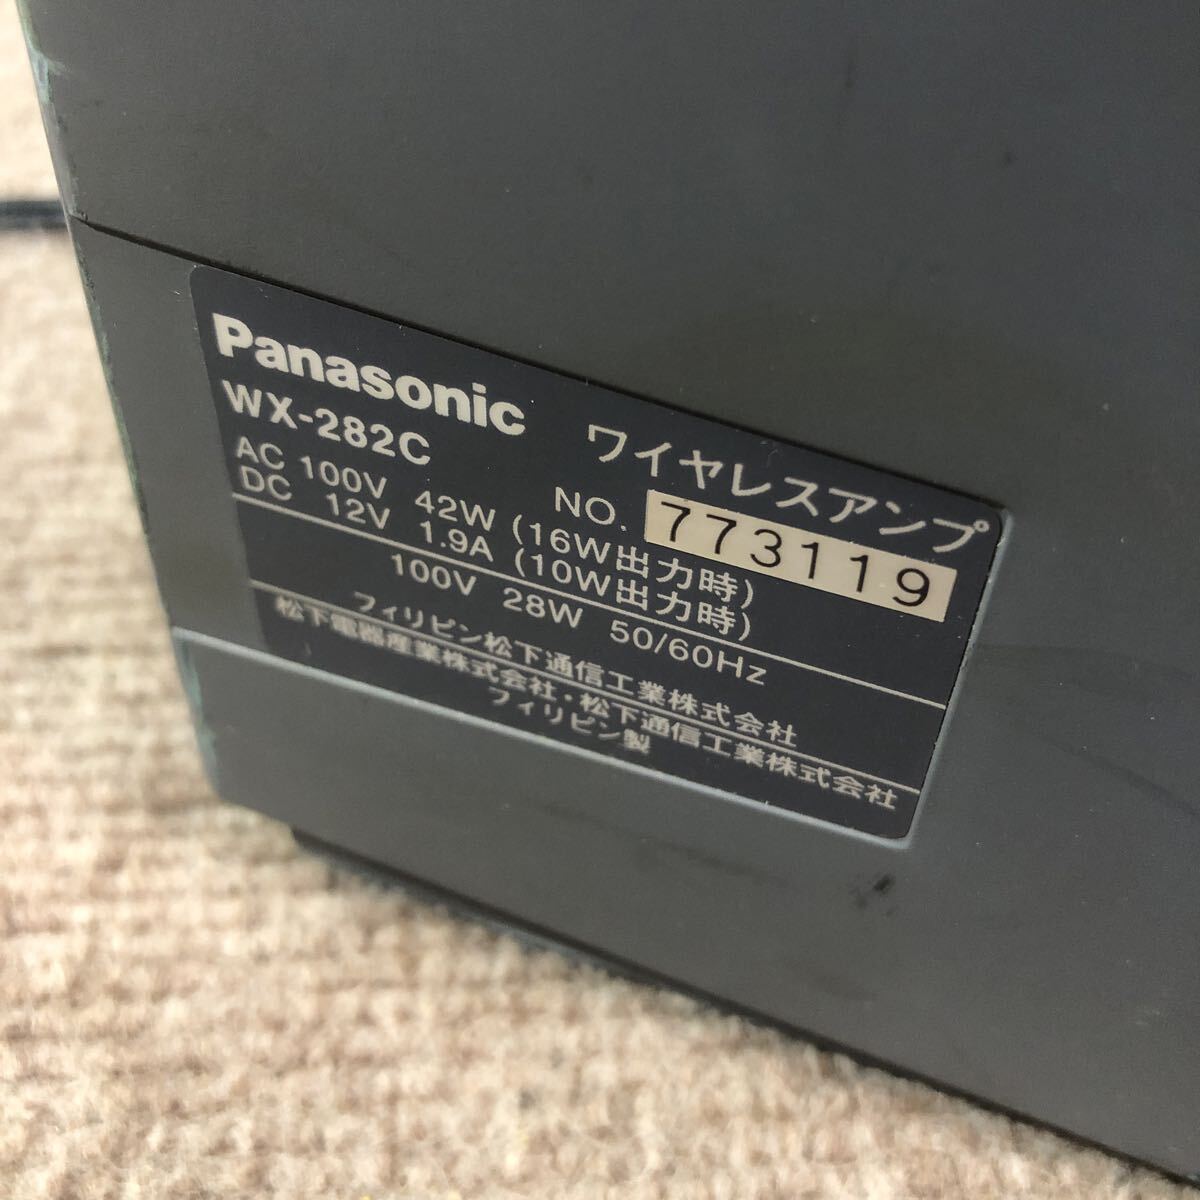 Panasonic
WX-282C ワイヤレスアンプ
NO. 773119
AC 100V 42W (16W出力時)
DC 12V 1.9A (10W出力時)
100V 28W 50/60Hz
フィリピン松下通信工業株式会社
松下電器産業株式会社・松下通信工業株式会社
フィリピン製